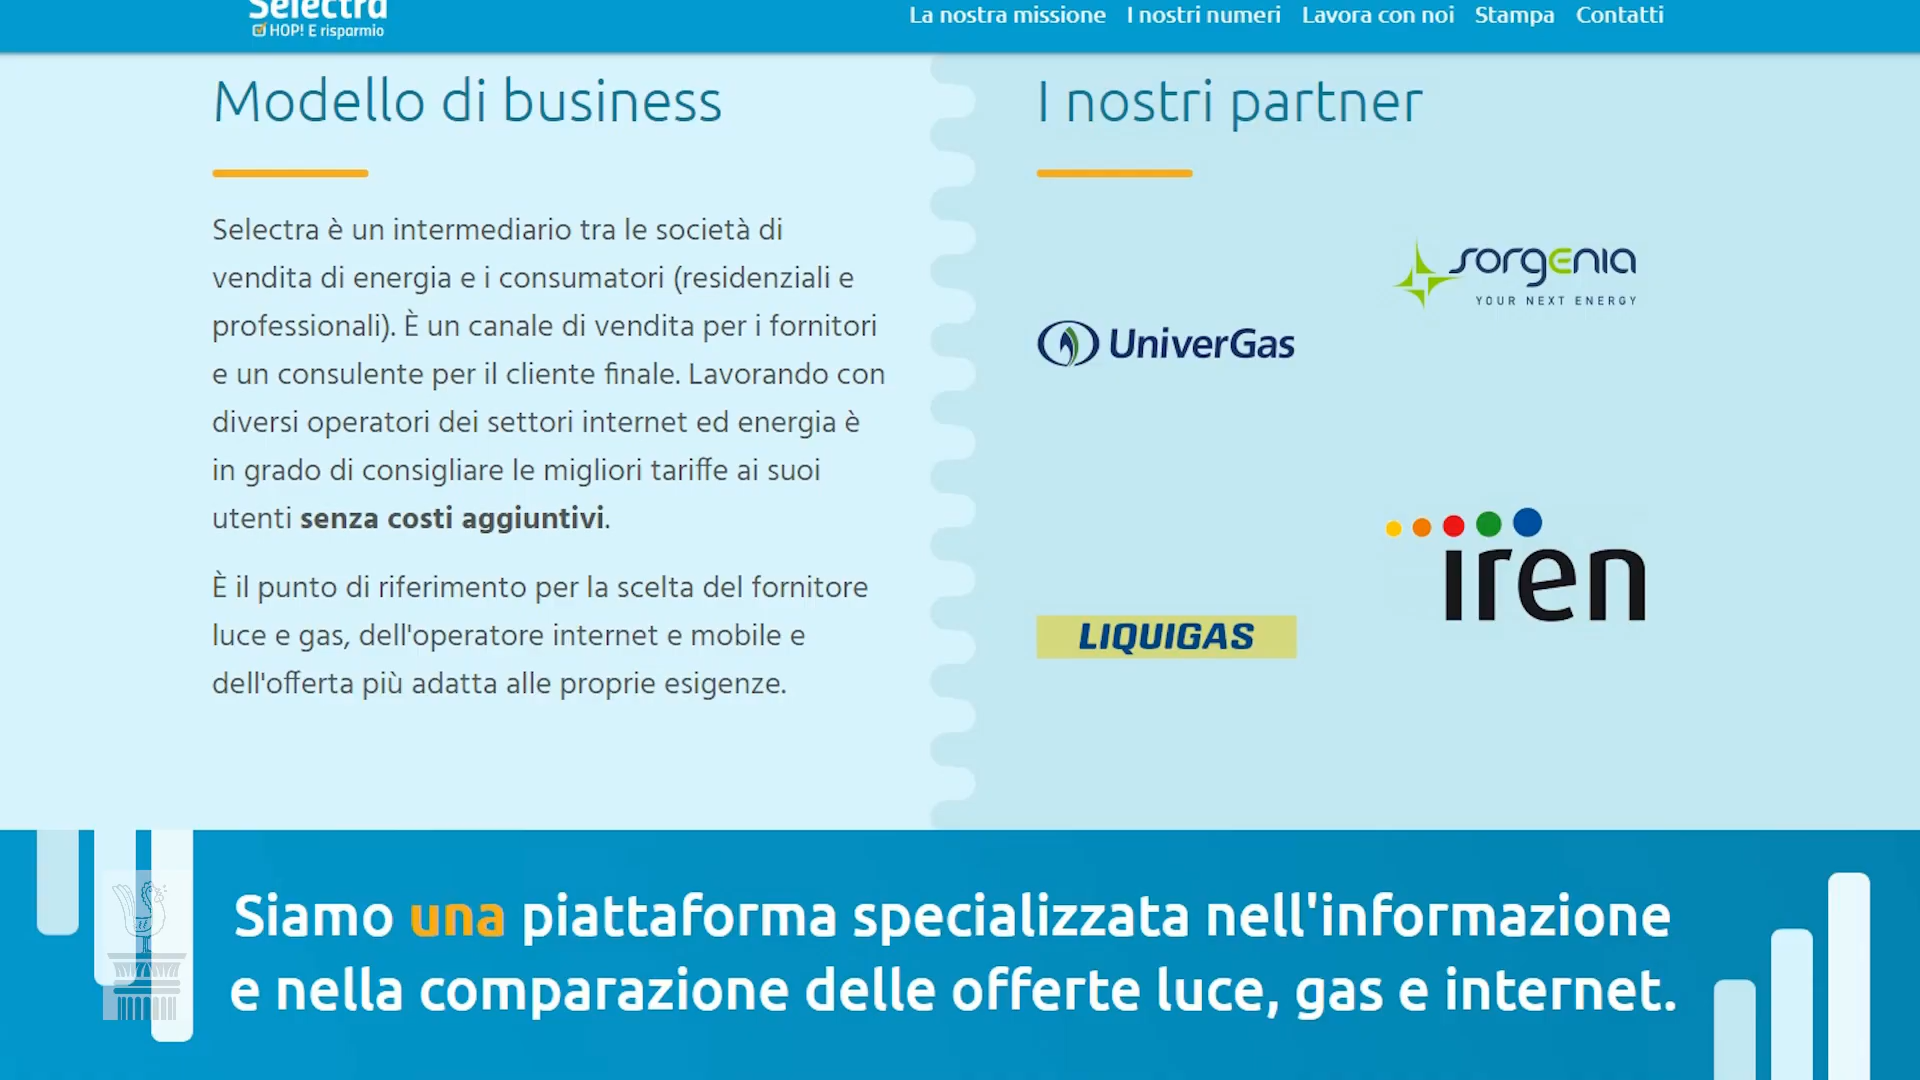 Selectra
HOP! E risparmio
La nostra missione
I nostri numeri
Lavora con noi
Stampa
Contatti
Modello di business
Selectra è un intermediario tra le società di
vendita di energia e i consumatori (residenziali e
professionali). È un canale di vendita per i fornitori
e un consulente per il cliente finale. Lavorando con
diversi operatori dei settori internet ed energia è
in grado di consigliare le migliori tariffe ai suoi
utenti senza costi aggiuntivi.
È il punto di riferimento per la scelta del fornitore
luce e gas, dell'operatore internet e mobile e
dell'offerta più adatta alle proprie esigenze.
I nostri partner
sorgenia
YOUR NEXT ENERGY
UniverGas
iren
LIQUIGAS
Siamo una piattaforma specializzata nell'informazione
e nella comparazione delle offerte luce, gas e internet.